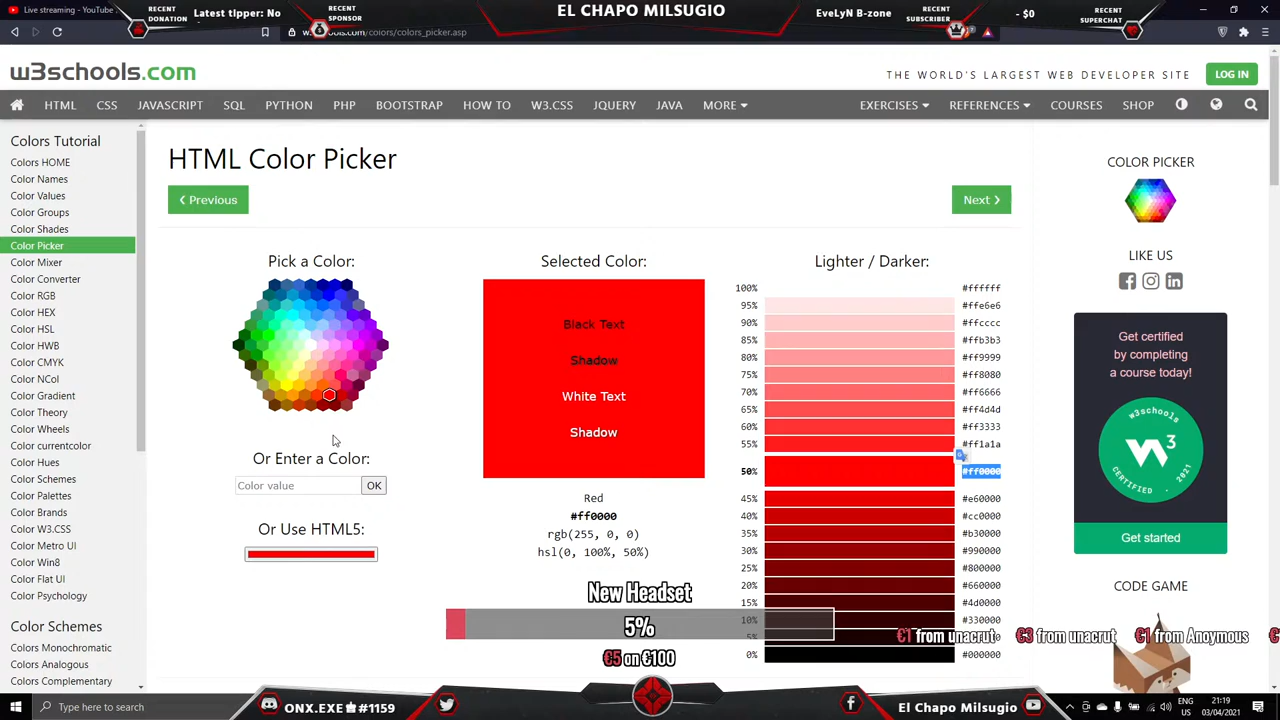 Live streaming - YouTube
RECENT DONATION
Latest tipper: No
RECENT SPONSOR
EL CHAPO MILSUGIO
EveLyN B-zone
RECENT SUBSCRIBER
- $0
RECENT SUPERCHAT
/colors/colors_picker.asp
w3schools.com
THE WORLD'S LARGEST WEB DEVELOPER SITE
LOG IN
HTML CSS JAVASCRIPT SQL PYTHON PHP BOOTSTRAP HOW TO W3.CSS JQUERY JAVA MORE EXERCISES REFERENCES COURSES SHOP
Colors Tutorial
Colors HOME
Color Names
Color Values
Color Groups
Color Shades
Color Picker
Color Mixer
Color Converter
Color RGB
Color HEX
Color HSL
Color HWB
Color CMYK
Color NCol
Color Gradient
Color Theory
Color Wheels
Color currentcolor
Color Hues
Color Schemes
Color Palettes
Color Brands
Color W3.CSS
Color Metro UI
Color Win8
Color Flat UI
Color Psychology
Color Schemes
Colors Monochromatic
Colors Analogous
Colors Complementary
HTML Color Picker
❮ Previous
Next ❯
Pick a Color:
Or Enter a Color:
Color value
OK
Or Use HTML5:
Selected Color:
Black Text
Shadow
White Text
Shadow
Red
#ff0000
rgb(255, 0, 0)
hsl(0, 100%, 50%)
Lighter / Darker:
100% #ffffff
95% #ffe6e6
90% #ffcccc
85% #ffb3b3
80% #ff9999
75% #ff8080
70% #ff6666
65% #ff4d4d
60% #ff3333
55% #ff1a1a
50% #ff0000
45% #e60000
40% #cc0000
35% #b30000
30% #990000
25% #800000
20% #660000
15% #4d0000
10% #330000
5%
0% #000000
COLOR PICKER
LIKE US
Get certified
by completing
a course today!
w3schools
W3
CERTIFIED . 2021
Get started
CODE GAME
New Headset
5%
€5 on €100
€1 from unacrut €3 from unacrut €1 from Anoymous €
Type here to search
ONX.EXE #1159
El Chapo Milsugio
ENG
US
21:19
03/04/2021